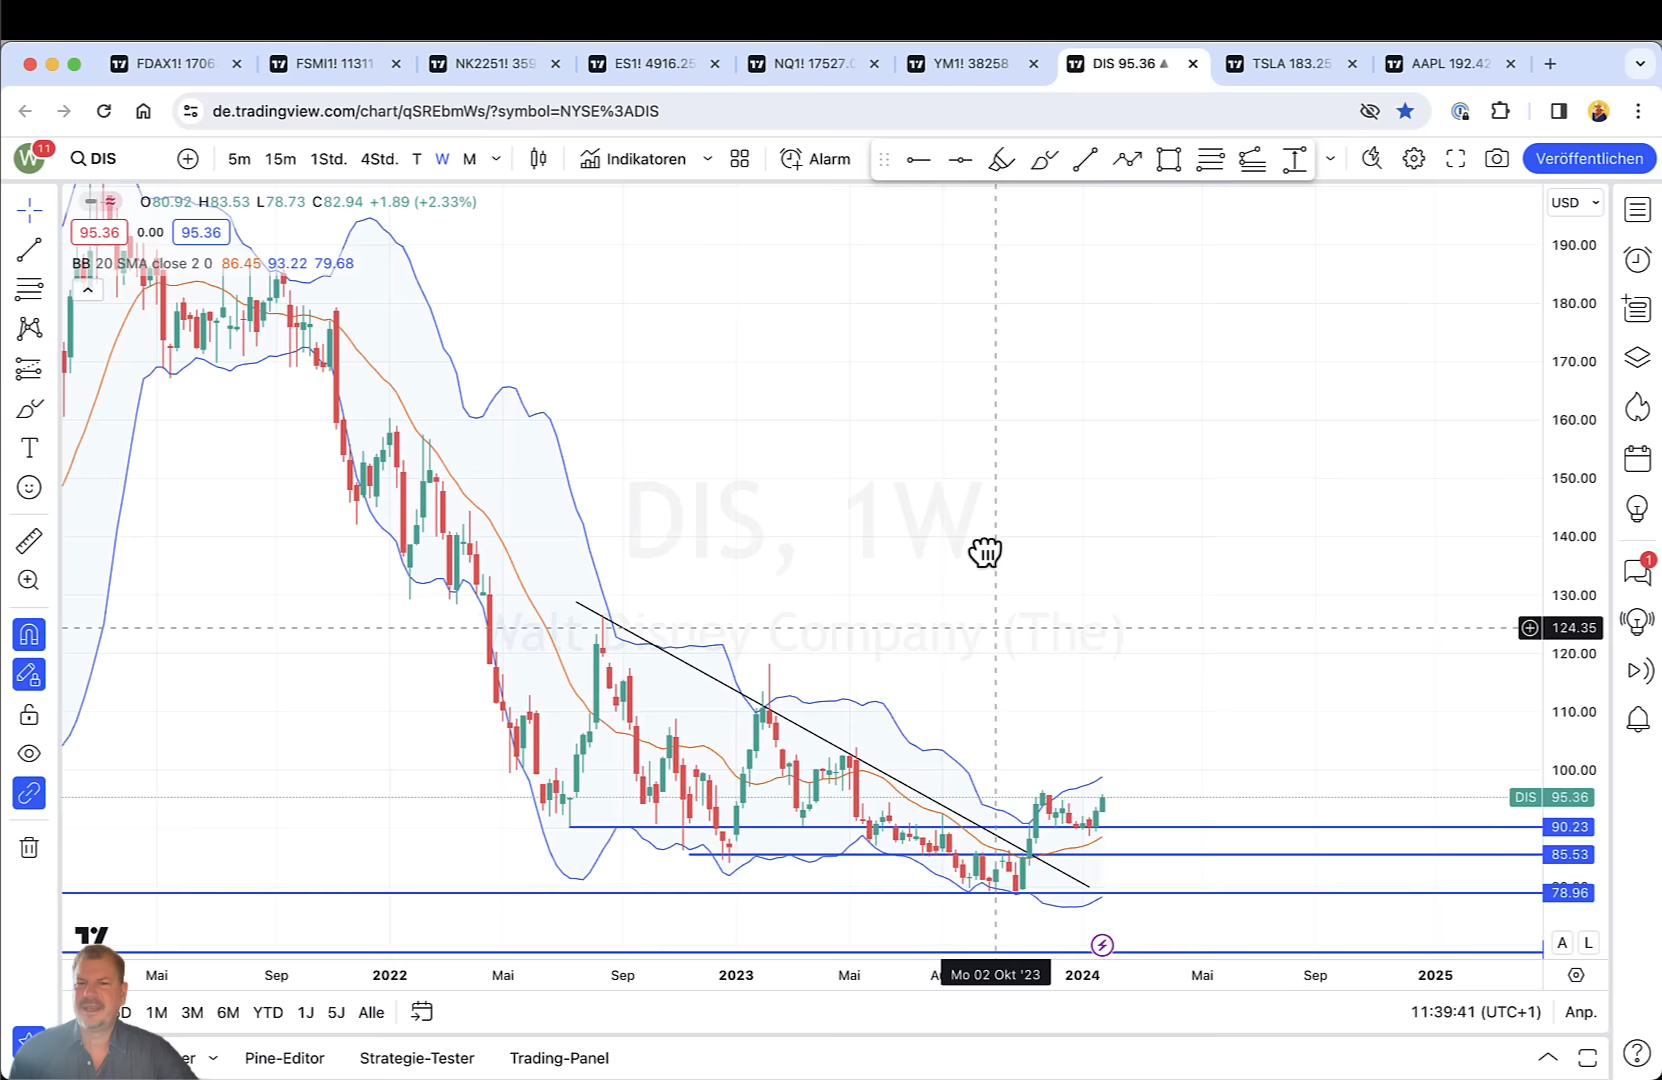 FDAX1! 1706
FSMI1! 11311
NK2251! 359
ES1! 4916.25
NQ1! 17527.0
YM1! 38258
DIS 95.36
TSLA 183.25
AAPL 192.42
de.tradingview.com/chart/qSREbmWs/?symbol=NYSE%3ADIS
W
11
DIS
5m 15m 1Std. 4Std. T W M
Indikatoren
Alarm
Veröffentlichen
O80.92 H83.53 L78.73 C82.94 +1.89 (+2.33%)
USD
95.36 0.00 95.36
BB 20 SMA close 2 0 86.45 93.22 79.68
DIS, 1W
Walt Disney Company (The)
190.00
180.00
170.00
160.00
150.00
140.00
130.00
124.35
120.00
110.00
100.00
DIS 95.36
90.23
85.53
78.96
1
A L
Mai Sep 2022 Mai Sep 2023 Mai Mo 02 Okt '23 2024 Mai Sep 2025
1M 3M 6M YTD 1J 5J Alle
11:39:41 (UTC+1) Anp.
Pine-Editor Strategie-Tester Trading-Panel